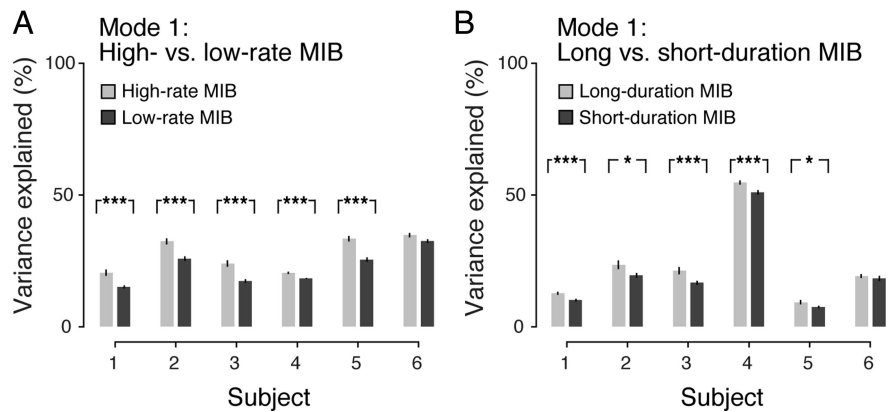 A
Mode 1:
High- vs. low-rate MIB
Variance explained (%)
100
50
0
High-rate MIB
Low-rate MIB
*** *** *** *** ***
1 2 3 4 5 6
Subject
B
Mode 1:
Long vs. short-duration MIB
Variance explained (%)
100
50
0
Long-duration MIB
Short-duration MIB
*** * *** *** *
1 2 3 4 5 6
Subject